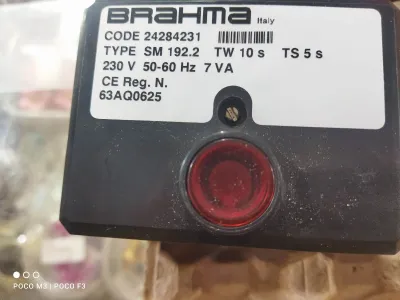 BRAHMA Italy
CODE 24284231
TYPE SM 192.2 TW 10 s TS 5 s
230 V 50-60 Hz 7 VA
CE Reg. N.
63AQ0625
POCO M3 | POCO F3